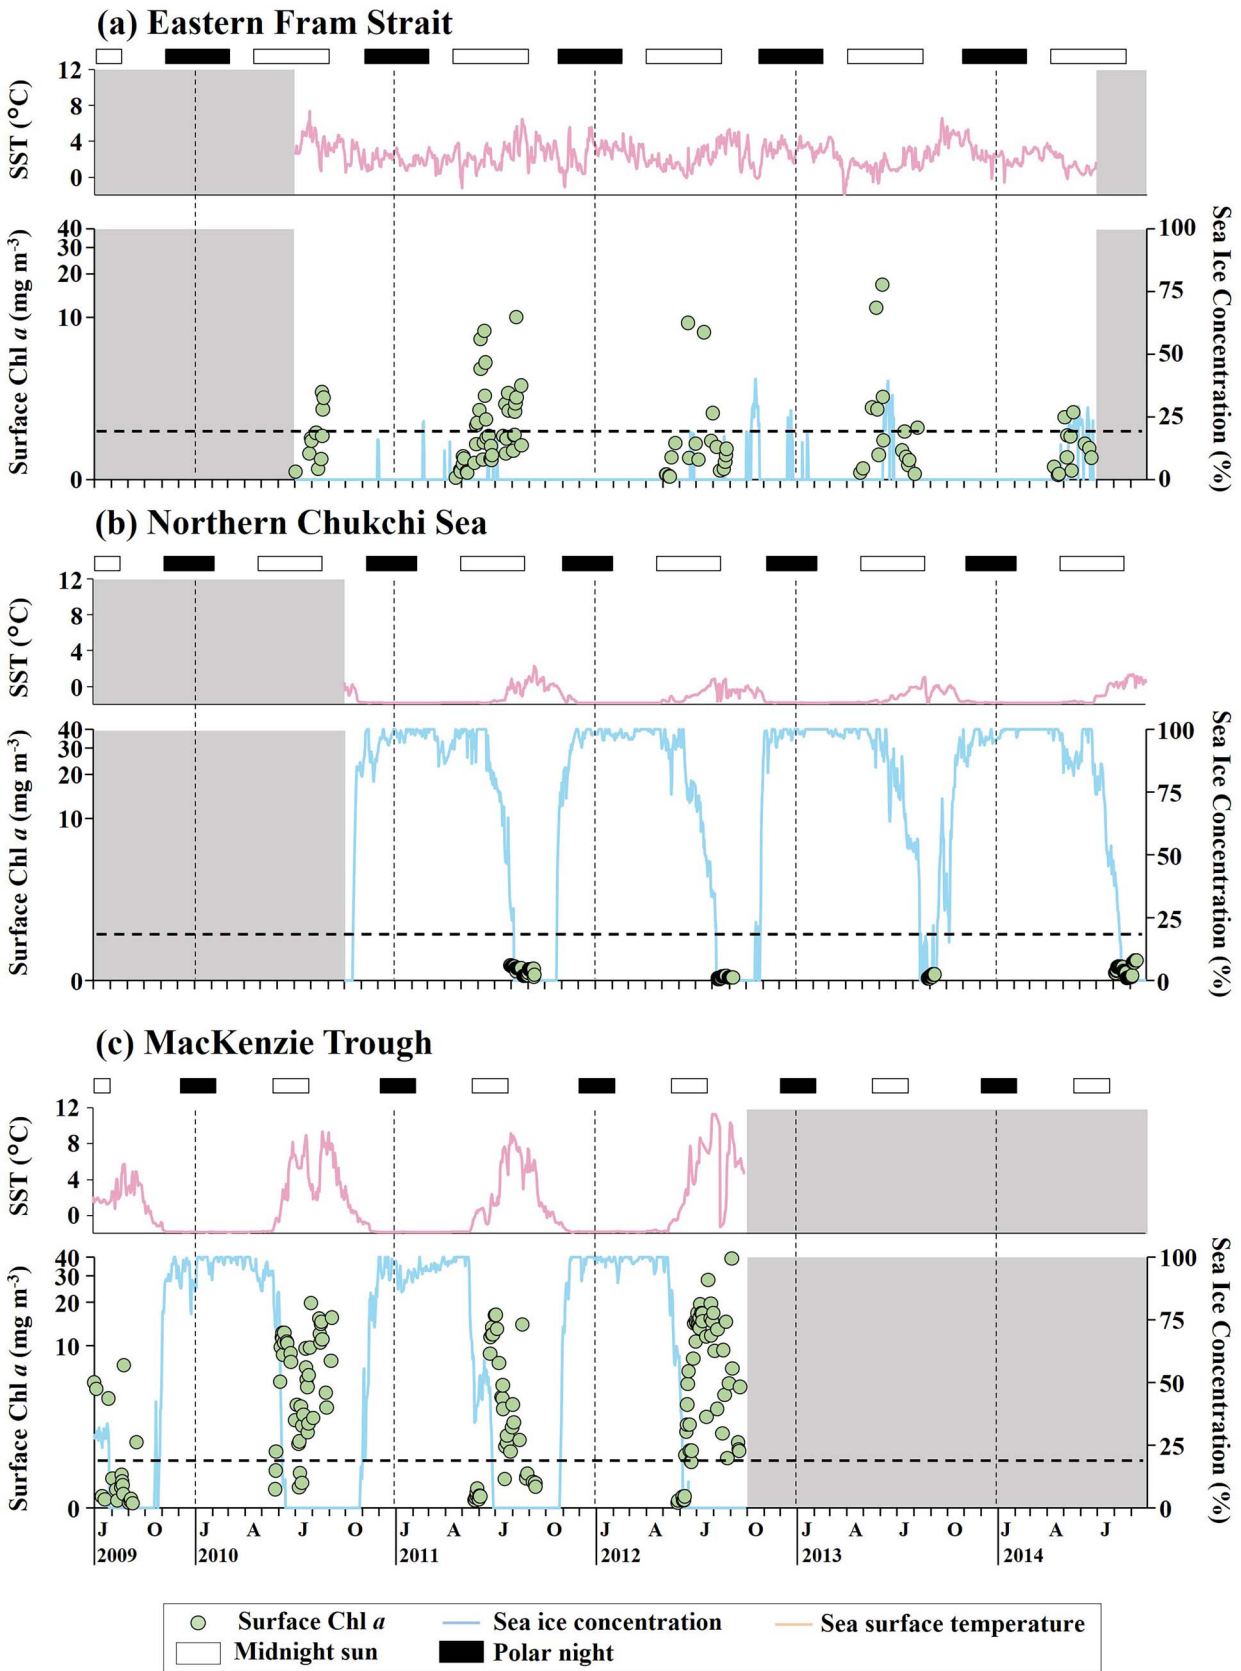 (a) Eastern Fram Strait
SST (°C)
12
8
4
0
Surface Chl a (mg m-3)
40
30
20
10
0
Sea Ice Concentration (%)
100
75
50
25
0
(b) Northern Chukchi Sea
SST (°C)
12
8
4
0
Surface Chl a (mg m-3)
40
30
20
10
0
Sea Ice Concentration (%)
100
75
50
25
0
(c) MacKenzie Trough
SST (°C)
12
8
4
0
Surface Chl a (mg m-3)
40
30
20
10
0
Sea Ice Concentration (%)
100
75
50
25
0
J O J A J O J A J O J A J O J A J O J A J
2009 2010 2011 2012 2013 2014
Surface Chl a Sea ice concentration Sea surface temperature
Midnight sun Polar night